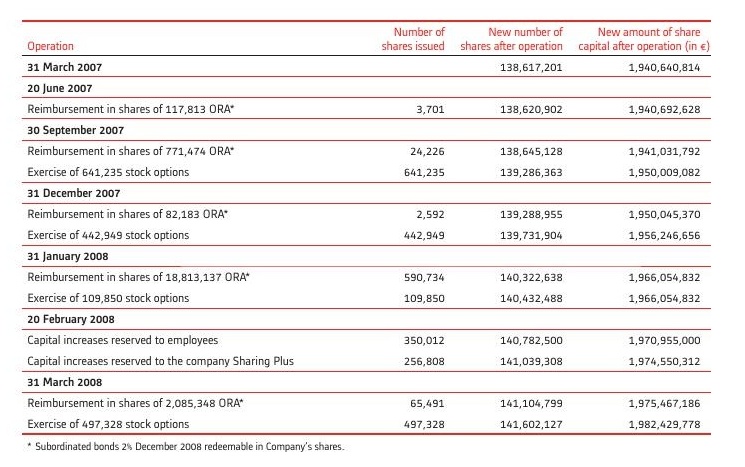 Operation Number of shares issued New number of shares after operation New amount of share capital after operation (in €)
31 March 2007 138,617,201 1,940,640,814
20 June 2007
Reimbursement in shares of 117,813 ORA* 3,701 138,620,902 1,940,692,628
30 September 2007
Reimbursement in shares of 771,474 ORA* 24,226 138,645,128 1,941,031,792
Exercise of 641,235 stock options 641,235 139,286,363 1,950,009,082
31 December 2007
Reimbursement in shares of 82,183 ORA* 2,592 139,288,955 1,950,045,370
Exercise of 442,949 stock options 442,949 139,731,904 1,956,246,656
31 January 2008
Reimbursement in shares of 18,813,137 ORA* 590,734 140,322,638 1,966,054,832
Exercise of 109,850 stock options 109,850 140,432,488 1,966,054,832
20 February 2008
Capital increases reserved to employees 350,012 140,782,500 1,970,955,000
Capital increases reserved to the company Sharing Plus 256,808 141,039,308 1,974,550,312
31 March 2008
Reimbursement in shares of 2,085,348 ORA* 65,491 141,104,799 1,975,467,186
Exercise of 497,328 stock options 497,328 141,602,127 1,982,429,778
* Subordinated bonds 2% December 2008 redeemable in Company's shares.